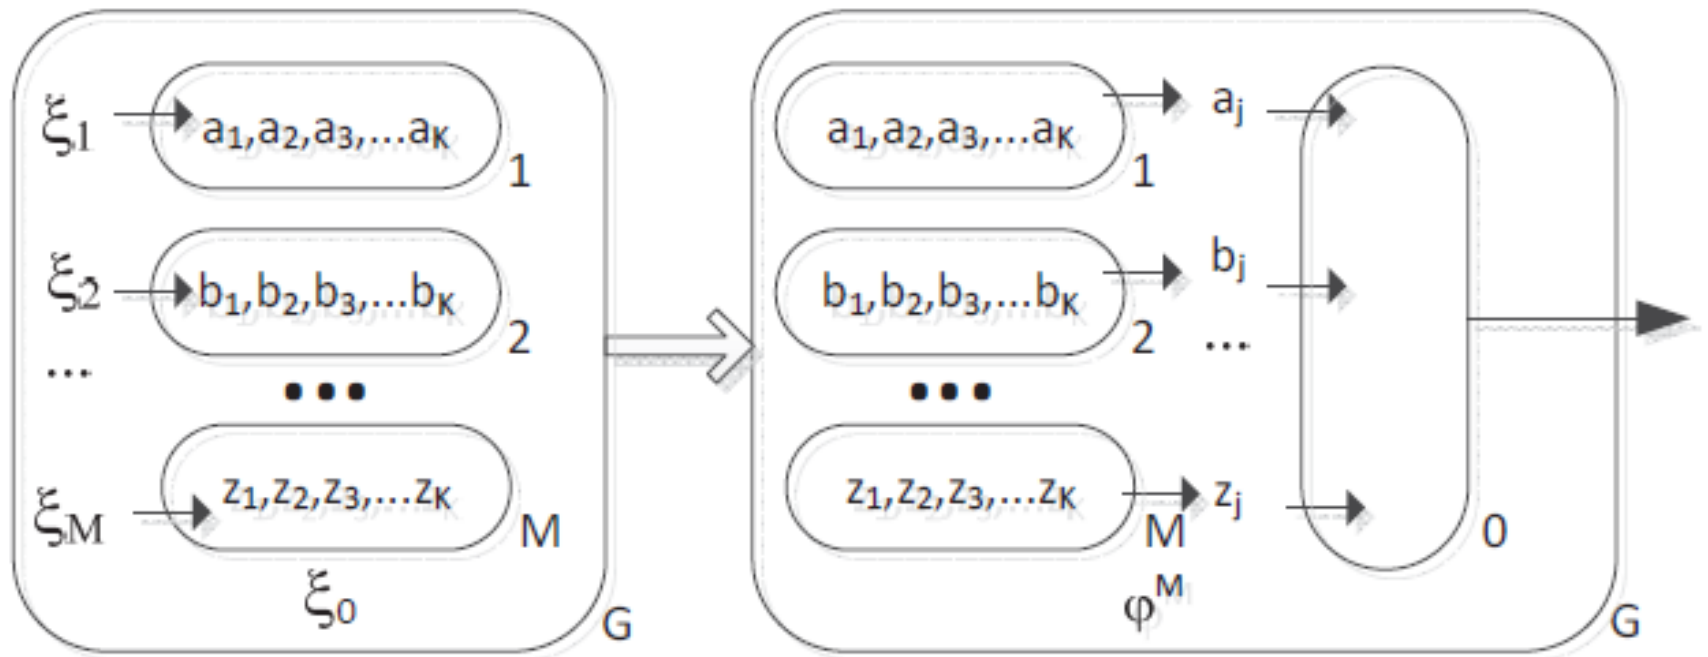 ξ1 a1,a2,a3,...aK 1
ξ2 b1,b2,b3,...bK 2
... ...
ξM z1,z2,z3,...zK M
ξ0
G
a1,a2,a3,...aK 1 aj
b1,b2,b3,...bK 2 bj
... ...
z1,z2,z3,...zK M zj
0
φM
G